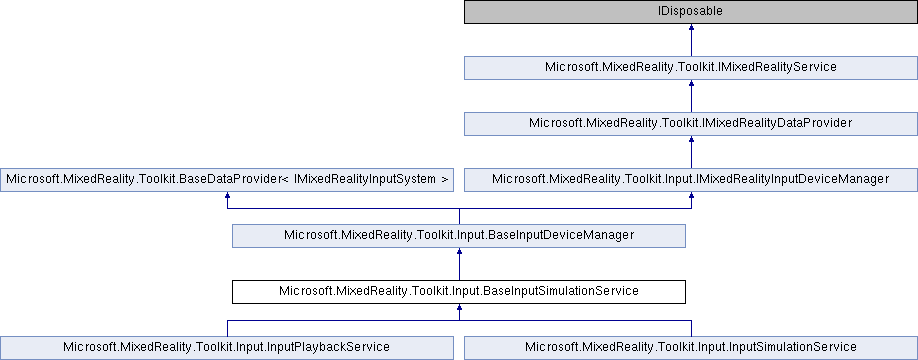 IDisposable
Microsoft.MixedReality.Toolkit.IMixedRealityService
Microsoft.MixedReality.Toolkit.IMixedRealityDataProvider
Microsoft.MixedReality.Toolkit.BaseDataProvider< IMixedRealityInputSystem >
Microsoft.MixedReality.Toolkit.Input.IMixedRealityInputDeviceManager
Microsoft.MixedReality.Toolkit.Input.BaseInputDeviceManager
Microsoft.MixedReality.Toolkit.Input.BaseInputSimulationService
Microsoft.MixedReality.Toolkit.Input.InputPlaybackService
Microsoft.MixedReality.Toolkit.Input.InputSimulationService